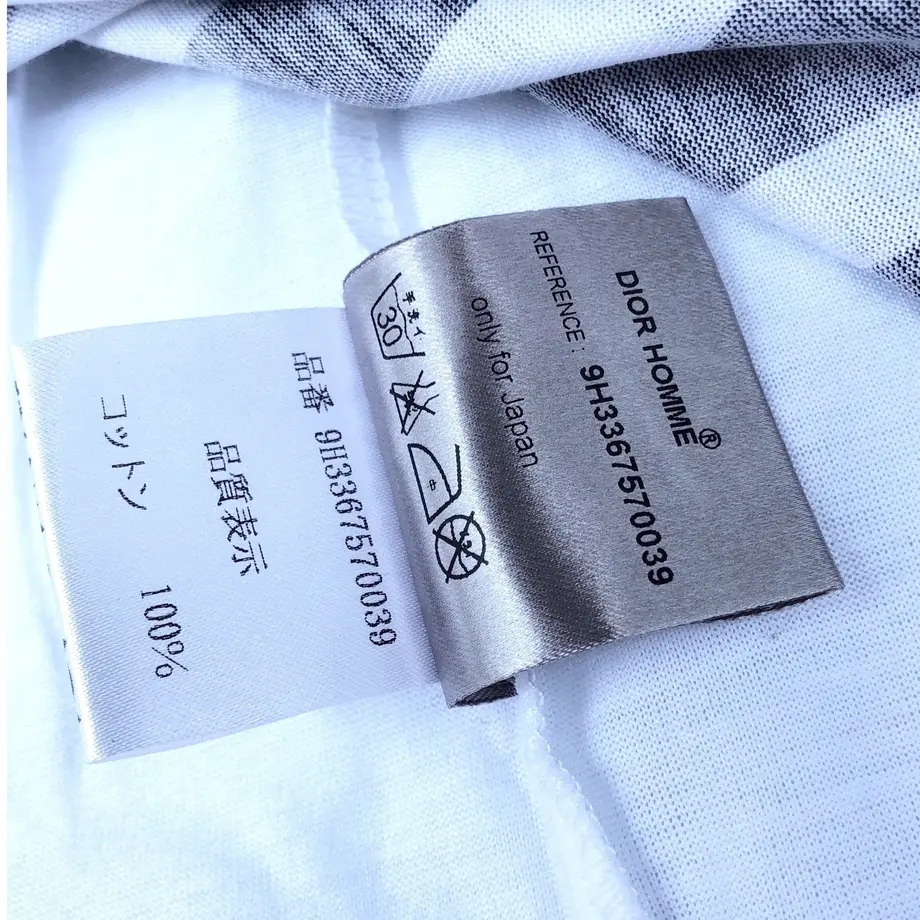 DIOR HOMME®
REFERENCE : 9H3367570039
only for Japan
手洗イ
30
中
品番 9H3367570039
品質表示
コットン 100%